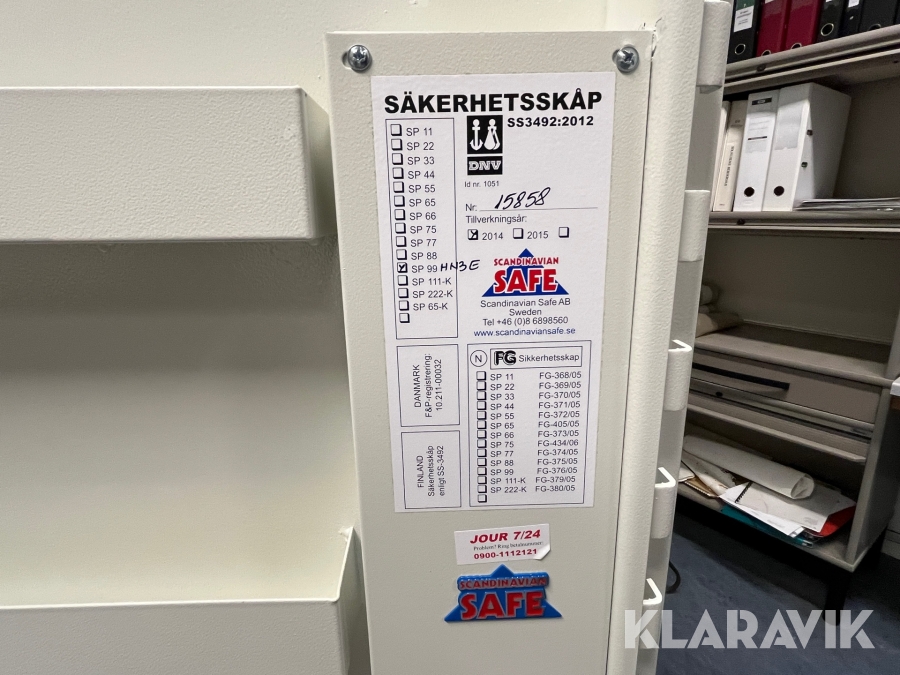 SÄKERHETSSKÅP
SS3492:2012
SP 11
SP 22
SP 33
SP 44
SP 55
SP 65
SP 66
SP 75
SP 77
SP 88
SP 99 HN3E
SP 111-K
SP 222-K
SP 65-K
DNV
Id nr. 1051
Nr: 15858
Tillverkningsår:
2014 2015
SCANDINAVIAN
SAFE
Scandinavian Safe AB
Sweden
Tel +46 (0)8 6898560
www.scandinaviansafe.se
DANMARK
F&P-registrering:
10.211-00032
FINLAND
Säkerhetsskåp
enligt SS-3492
N FG Sikkerhetsskap
SP 11 FG-368/05
SP 22 FG-369/05
SP 33 FG-370/05
SP 44 FG-371/05
SP 55 FG-372/05
SP 65 FG-405/05
SP 66 FG-373/05
SP 75 FG-434/06
SP 77 FG-374/05
SP 88 FG-375/05
SP 99 FG-376/05
SP 111-K FG-379/05
SP 222-K FG-380/05
JOUR 7/24
Problem? Ring betalnummer
0900-1112121
SCANDINAVIAN
SAFE
KLARAVIK